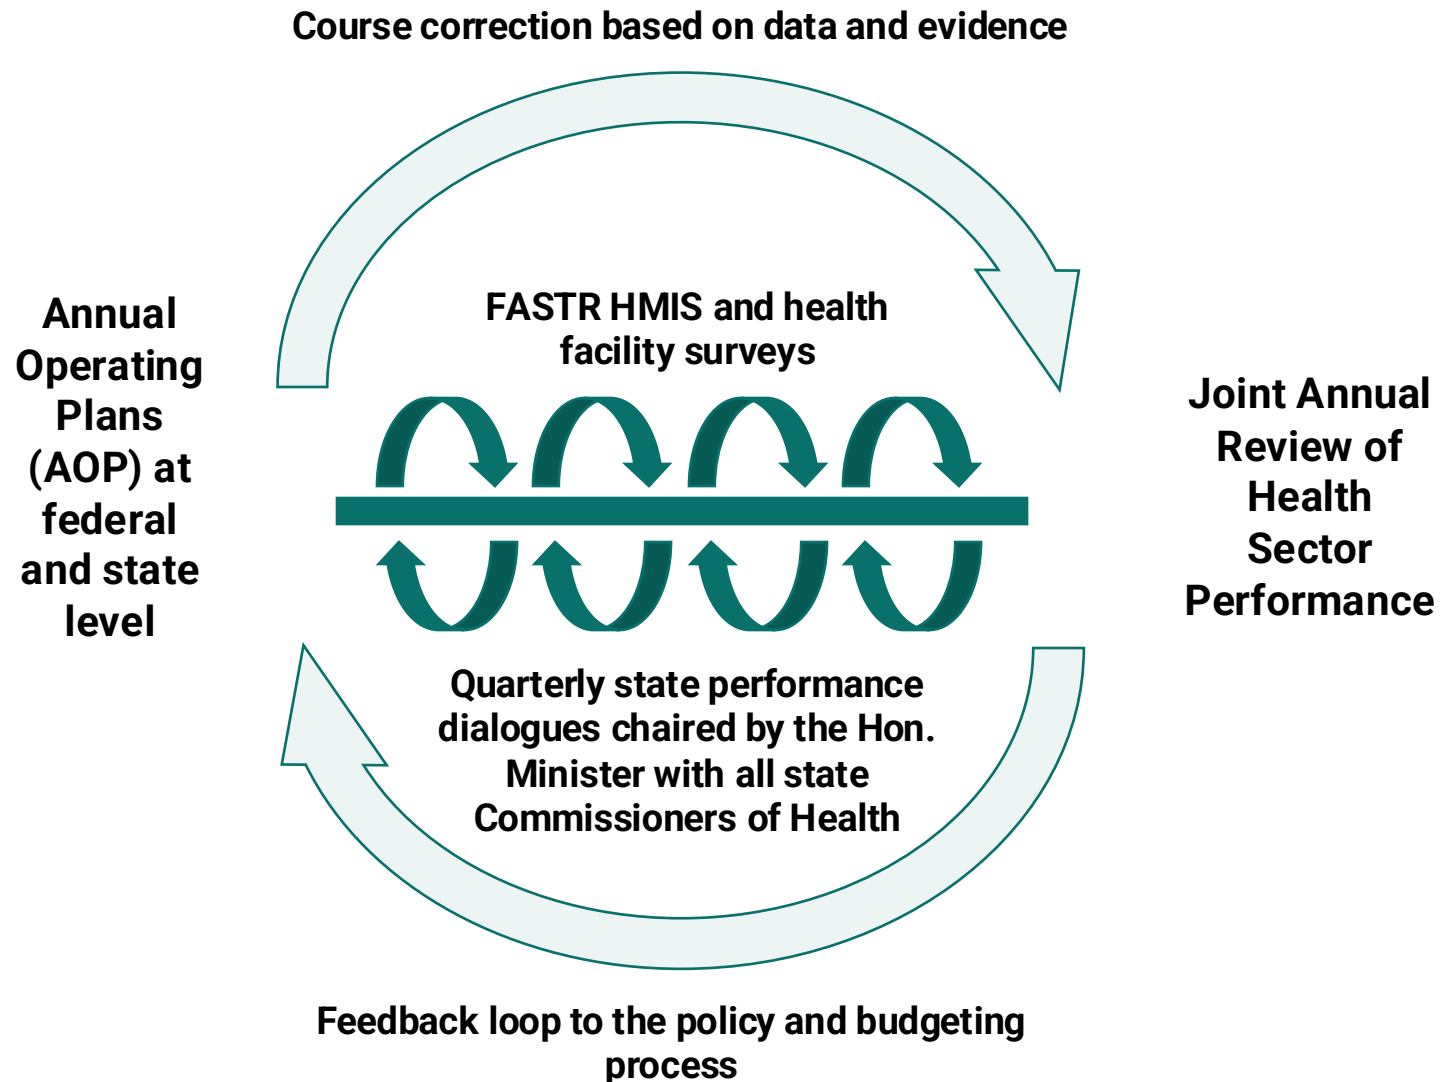 Course correction based on data and evidence
Annual
Operating
Plans
(AOP) at
federal
and state
level
FASTR HMIS and health
facility surveys
Joint Annual
Review of
Health
Sector
Performance
Quarterly state performance
dialogues chaired by the Hon.
Minister with all state
Commissioners of Health
Feedback loop to the policy and budgeting
process